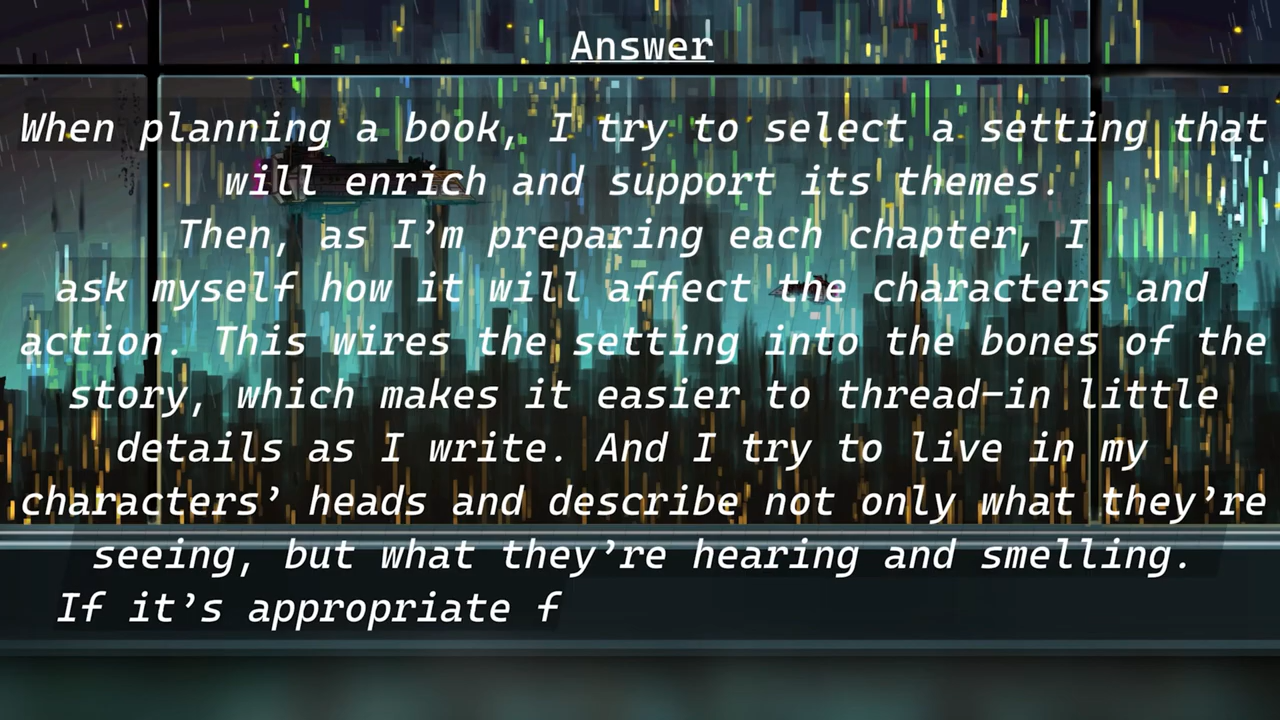 Answer
When planning a book, I try to select a setting that
will enrich and support its themes.
Then, as I’m preparing each chapter, I
ask myself how it will affect the characters and
action. This wires the setting into the bones of the
story, which makes it easier to thread–in little
details as I write. And I try to live in my
characters’ heads and describe not only what they’re
seeing, but what they’re hearing and smelling.
If it’s appropriate f